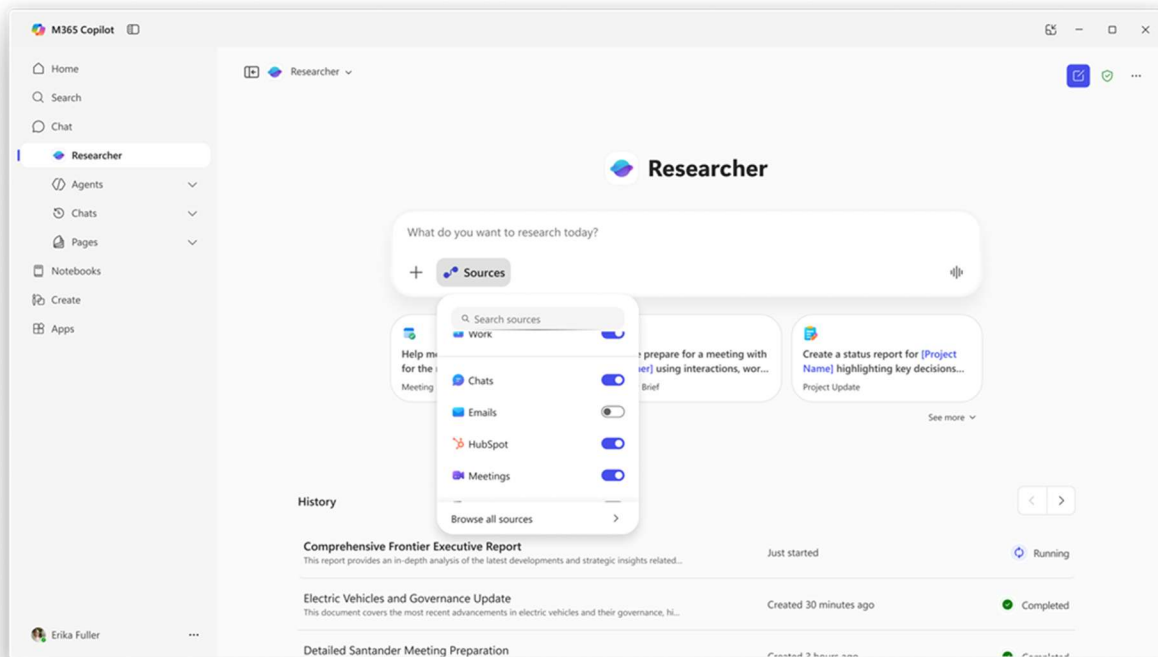 M365 Copilot
Home
Search
Chat
Researcher
Agents
Chats
Pages
Notebooks
Create
Apps
Erika Fuller
Researcher
Researcher
What do you want to research today?
Sources
Search sources
Work
Chats
Emails
HubSpot
Meetings
Browse all sources
Help
for the
Meeting
prepare for a meeting with
using interactions, wor...
Brief
Create a status report for [Project
Name] highlighting key decisions...
Project Update
See more
History
Comprehensive Frontier Executive Report
This report provides an in-depth analysis of the latest developments and strategic insights related...
Just started
Running
Electric Vehicles and Governance Update
This document covers the most recent advancements in electric vehicles and their governance, hi...
Created 30 minutes ago
Completed
Detailed Santander Meeting Preparation
Created 3 hours ago
Completed